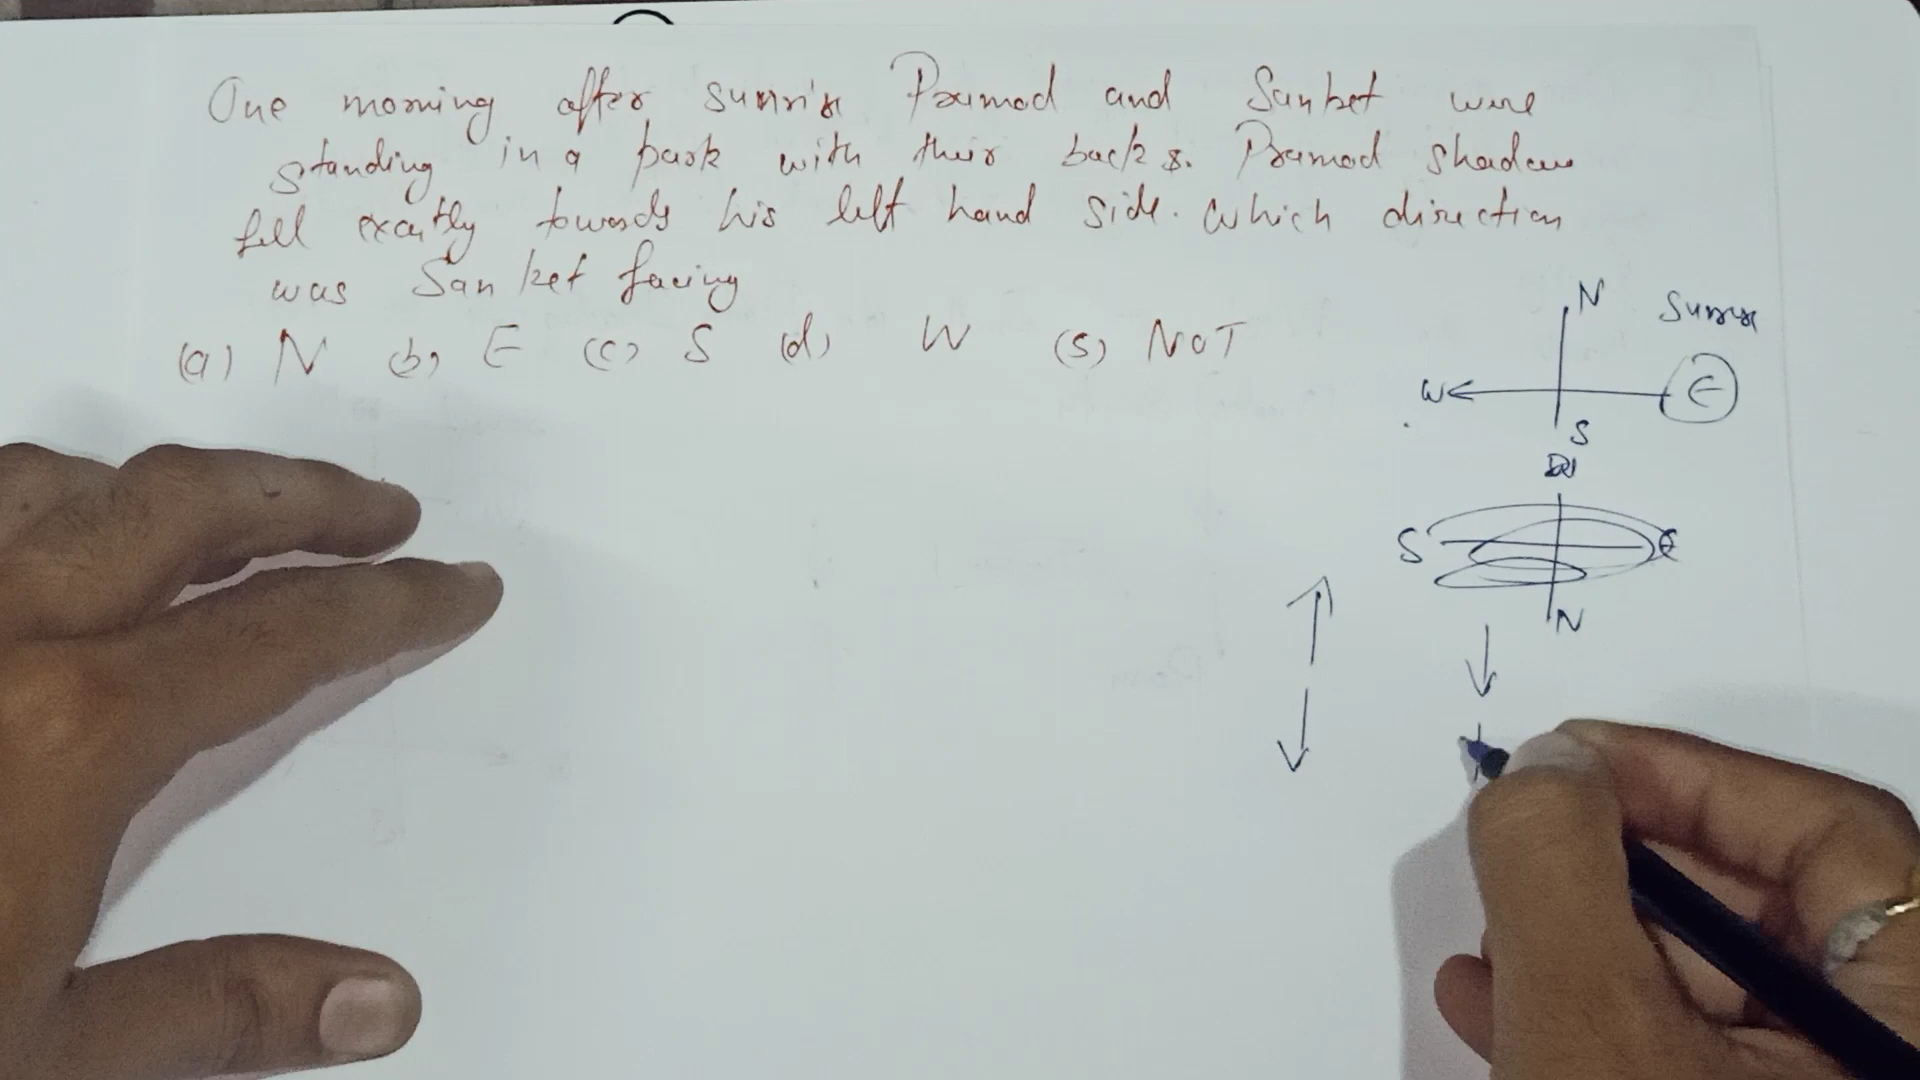 One morning after sunrise Pramod and Sanket were
standing in a park with their backs. Pramod shadow
fell exactly towards his left hand side. Which direction
was Sanket facing
(a) N (b) E (c) S (d) W (5) NOT
N
Sunrise
W E
S
S E
N